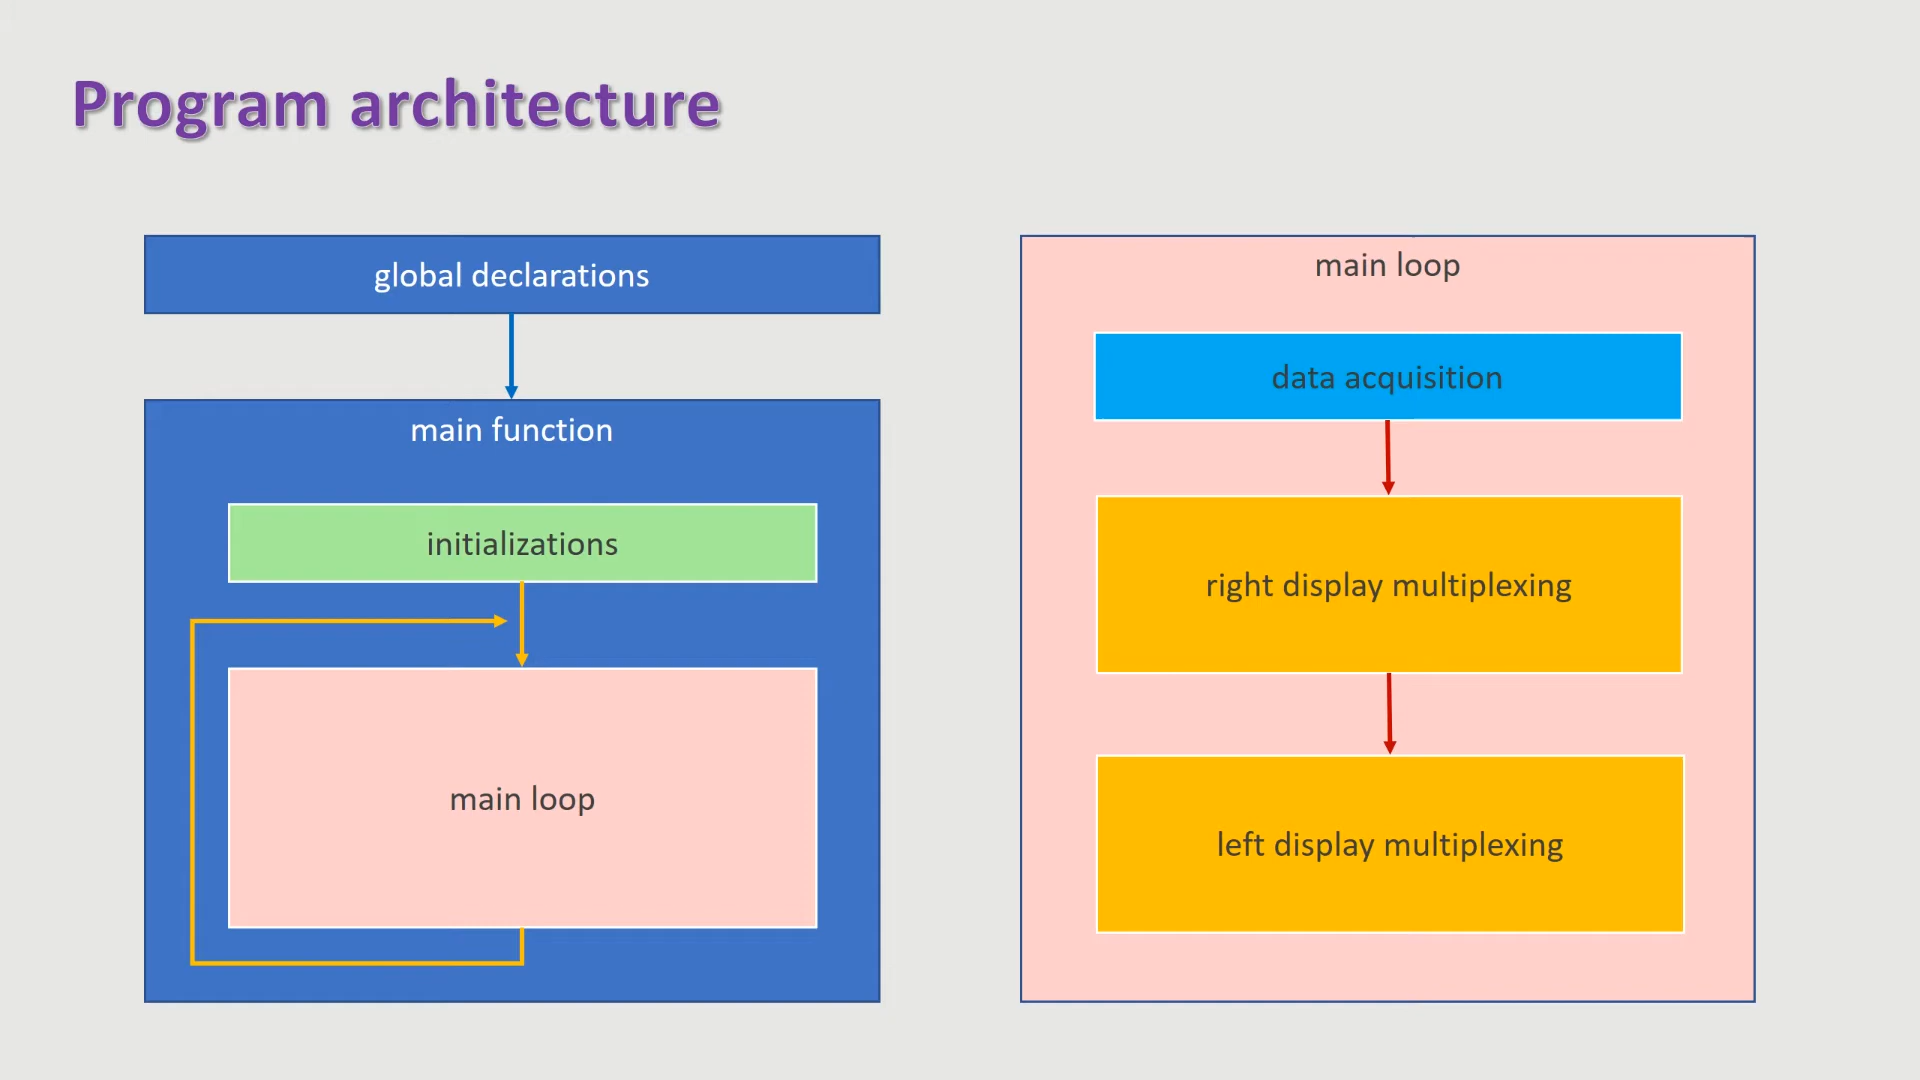 Program architecture
global declarations
main function
initializations
main loop
main loop
data acquisition
right display multiplexing
left display multiplexing